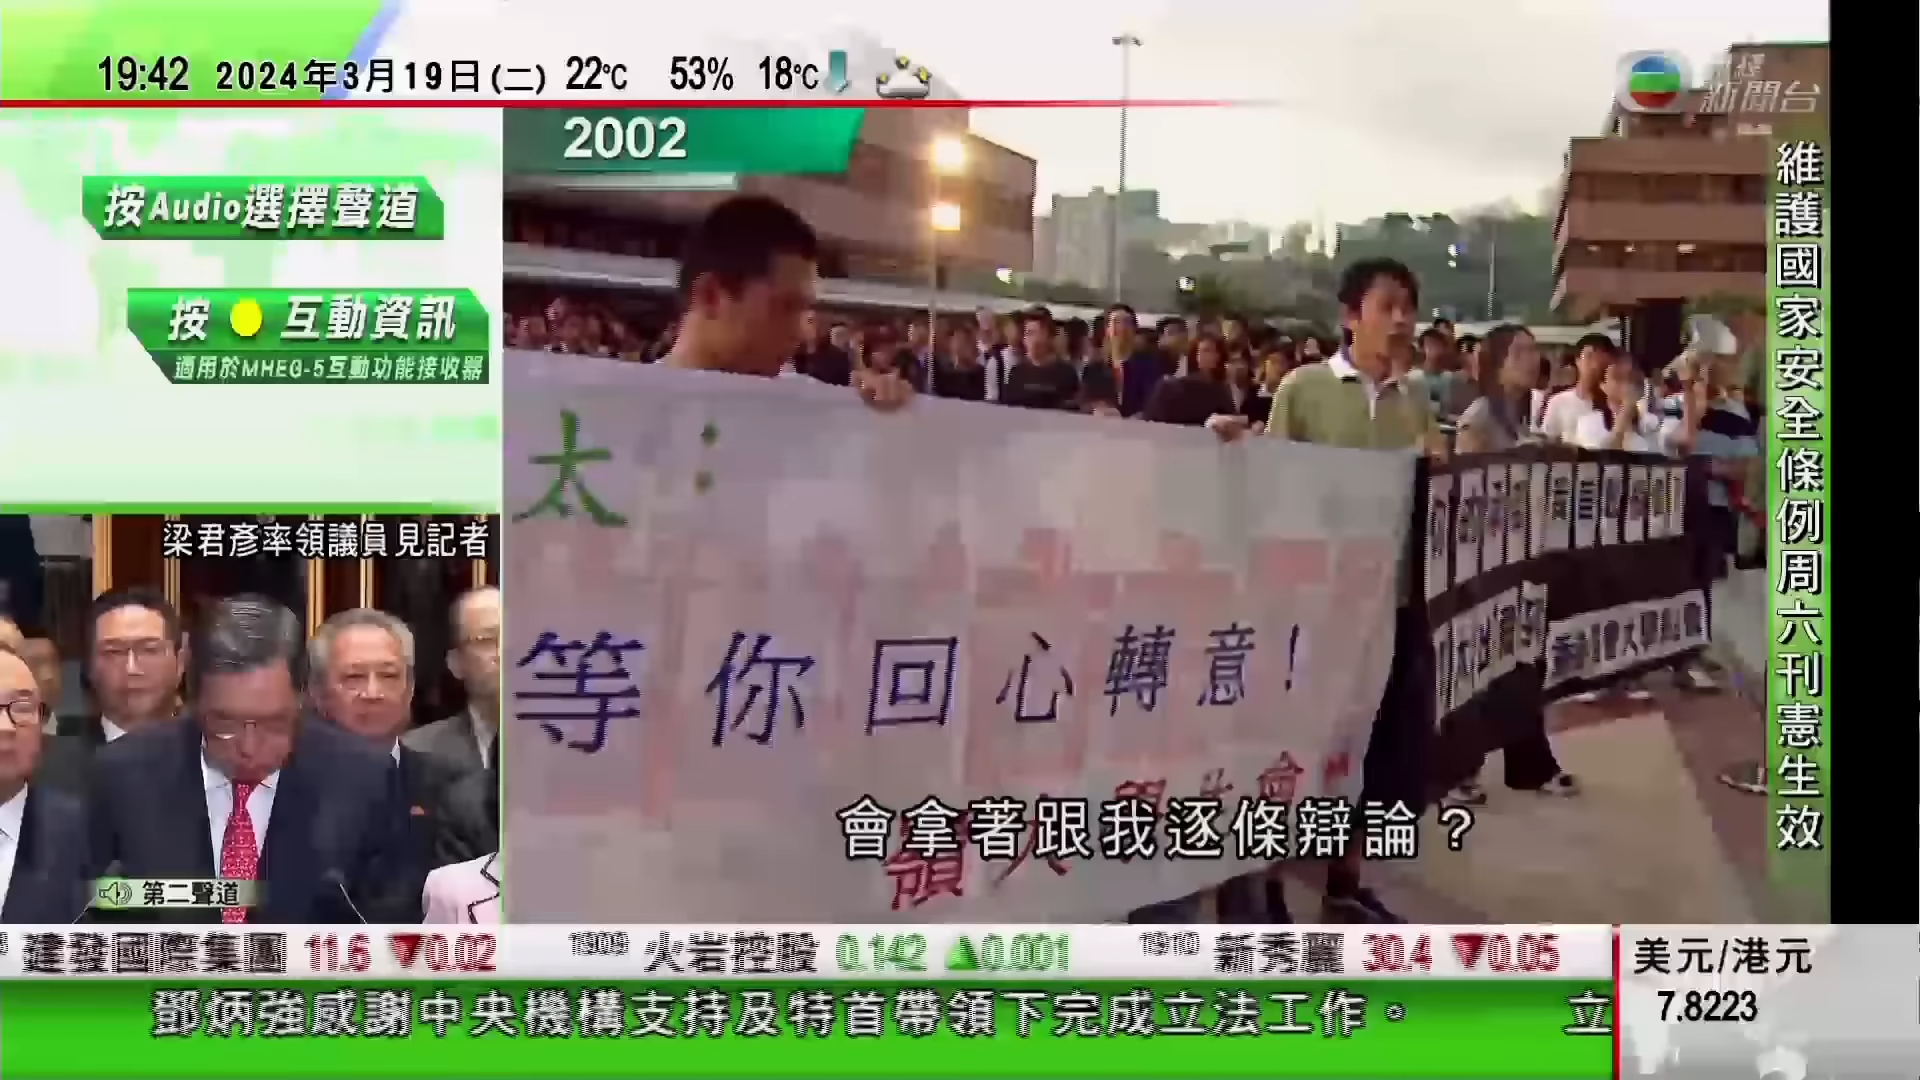 19:42 2024年3月19日(二) 22℃ 53% 18℃
財經
新聞台
2002
按Audio選擇聲道
按 互動資訊
適用於MHEG-5互動功能接收器
梁君彥率領議員見記者
第二聲道
太：
等你回心轉意！
嶺
會
會拿著跟我逐條辯論？
維護國家安全條例周六刊憲生效
建發國際集團 11.6 ▼0.02 1909 火岩控股 0.142 ▲0.001 1910 新秀麗 30.4 ▼0.05
鄧炳強感謝中央機構支持及特首帶領下完成立法工作。 立
美元/港元
7.8223